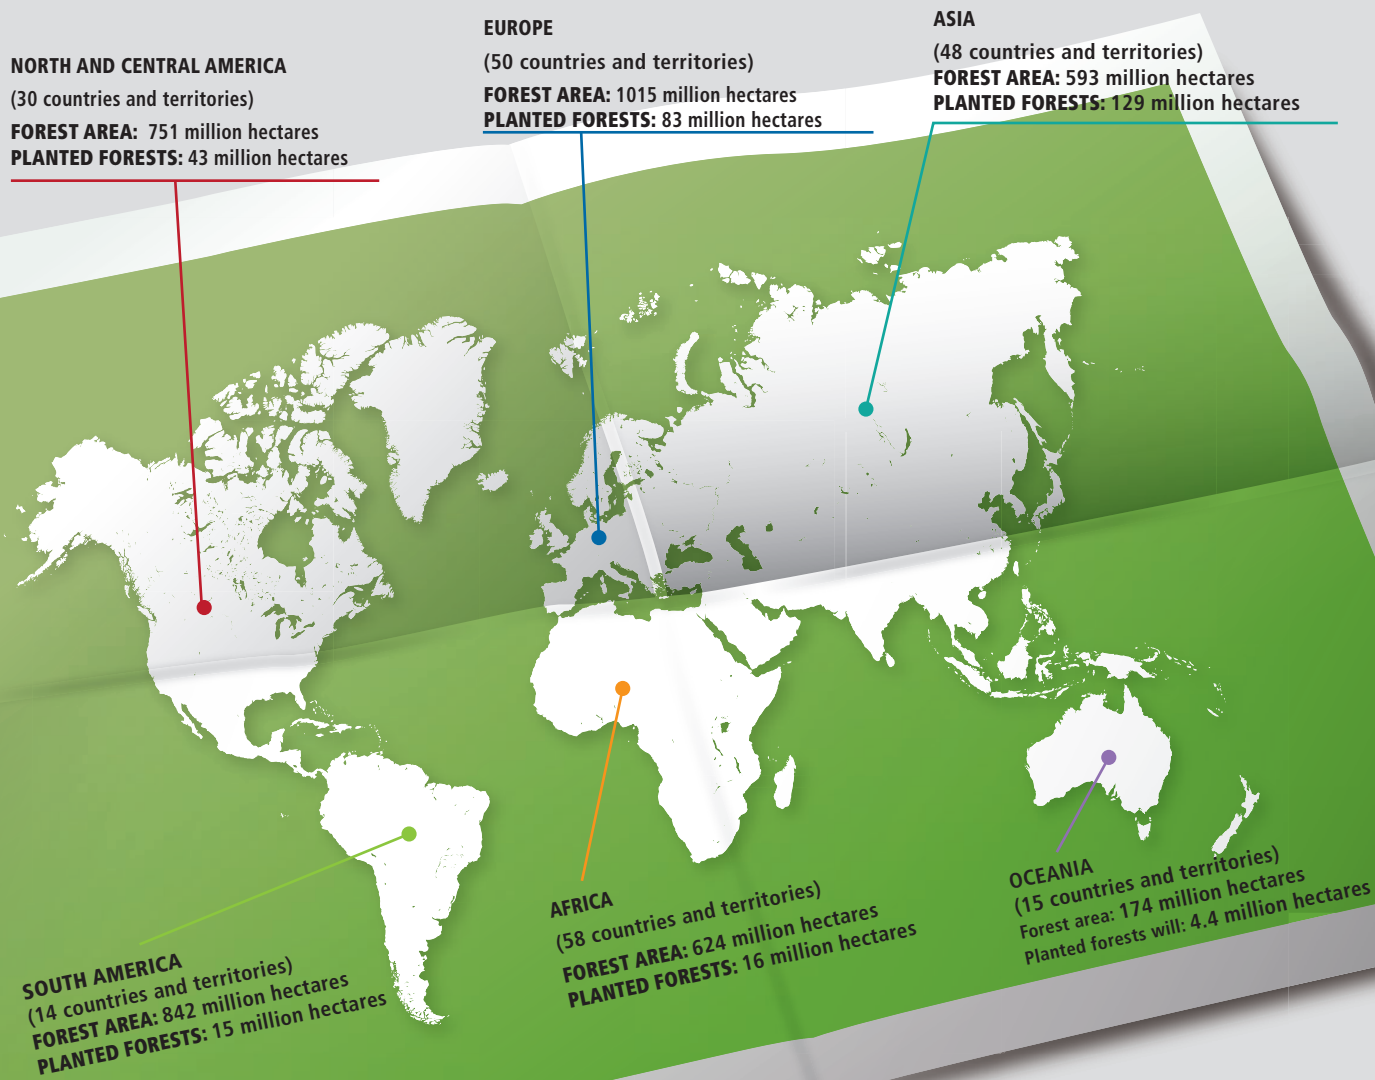 NORTH AND CENTRAL AMERICA
(30 countries and territories)
FOREST AREA: 751 million hectares
PLANTED FORESTS: 43 million hectares
EUROPE
(50 countries and territories)
FOREST AREA: 1015 million hectares
PLANTED FORESTS: 83 million hectares
ASIA
(48 countries and territories)
FOREST AREA: 593 million hectares
PLANTED FORESTS: 129 million hectares
SOUTH AMERICA
(14 countries and territories)
FOREST AREA: 842 million hectares
PLANTED FORESTS: 15 million hectares
AFRICA
(58 countries and territories)
FOREST AREA: 624 million hectares
PLANTED FORESTS: 16 million hectares
OCEANIA
(15 countries and territories)
Forest area: 174 million hectares
Planted forests will: 4.4 million hectares